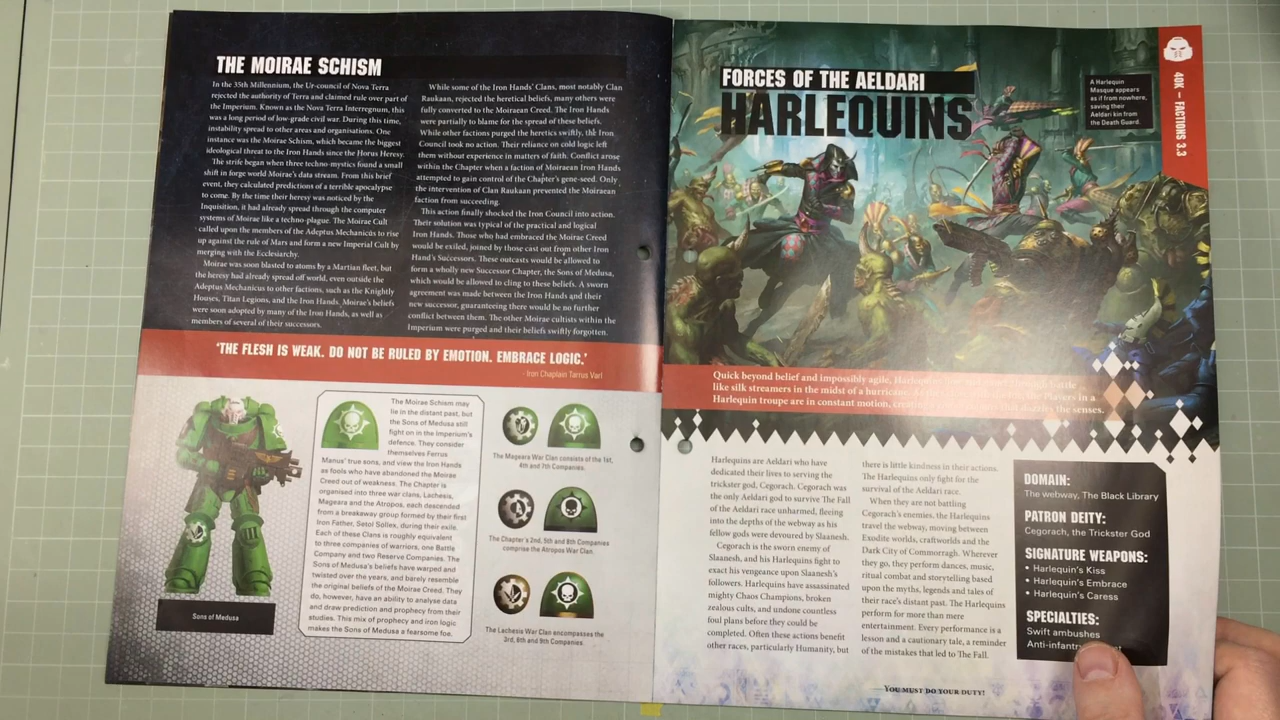 THE MOIRAE SCHISM
In the 35th Millennium, the Ur-council of Nova Terra
rejected the authority of Terra and claimed rule over part of
the Imperium. Known as the Nova Terra Interregnum, this
was a long period of low-grade civil war. During this time,
instability spread to other areas and organisations. One
instance was the Moirae Schism, which became the biggest
ideological threat to the Iron Hands since the Horus Heresy.
The strife began when three techno-mystics found a small
shift in forge world Moirae's data stream. From this brief
event, they calculated predictions of a terrible apocalypse
to come. By the time their heresy was noticed by the
Inquisition, it had already spread through the computer
systems of Moirae like a techno-plague. The Moirae Cult
called upon the members of the Adeptus Mechanicus to rise
up against the rule of Mars and form a new Imperial Cult by
merging with the Ecclesiarchy.
Moirae was soon blasted to atoms by a Martian fleet, but
the heresy had already spread off world, even outside the
Adeptus Mechanicus to other factions, such as the Knightly
Houses, Titan Legions, and the Iron Hands. Moirae's beliefs
were soon adopted by many of the Iron Hands, as well as
members of several of their successors.
While some of the Iron Hands' Clans, most notably Clan
Raukaan, rejected the heretical beliefs, many others were
fully converted to the Moiraean Creed. The Iron Hands
were partially to blame for the spread of these beliefs.
While other factions purged the heretics swiftly, the Iron
Council took no action. Their reliance on cold logic left
them without experience in matters of faith. Conflict arose
within the Chapter when a faction of Moiraean Iron Hands
attempted to gain control of the Chapter's gene-seed. Only
the intervention of Clan Raukaan prevented the Moiraean
faction from succeeding.
This action finally shocked the Iron Council into action.
Their solution was typical of the practical and logical
Iron Hands. Those who had embraced the Moirae Creed
would be exiled, joined by those cast out from other Iron
Hand's Successors. These outcasts would be allowed to
form a wholly new Successor Chapter, the Sons of Medusa,
which would be allowed to cling to these beliefs. A sworn
agreement was made between the Iron Hands and their
new successor, guaranteeing there would be no further
conflict between them. The other Moirae cultists within the
Imperium were purged and their beliefs swiftly forgotten.
'THE FLESH IS WEAK. DO NOT BE RULED BY EMOTION. EMBRACE LOGIC.'
- Iron Chaplain Tarrus Varl
Sons of Medusa
The Moirae Schism may
lie in the distant past, but
the Sons of Medusa still
fight on in the Imperium's
defence. They consider
themselves Ferrus
Manus' true sons, and view the Iron Hands
as fools who have abandoned the Moirae
Creed out of weakness. The Chapter is
organised into three war clans, Lachesis,
Mageara and the Atropos, each descended
from a breakaway group formed by their first
Iron Father, Setol Solles, during their exile.
Each of these Clans is roughly equivalent
to three companies of warriors, one Battle
Company and two Reserve Companies. The
Sons of Medusa's beliefs have warped and
twisted over the years, and barely resemble
the original beliefs of the Moirae Creed. They
do, however, have an ability to analyse data
and draw prediction and prophecy from their
studies. This mix of prophecy and iron logic
makes the Sons of Medusa a fearsome foe.
The Mageara War Clan consists of the 1st,
4th and 7th Companies.
The Chapter's 2nd, 5th and 8th Companies
comprise the Atropos War Clan.
The Lachesis War Clan encompasses the
3rd, 6th and 9th Companies.
FORCES OF THE AELDARI
HARLEQUINS
A Harlequin
Masque appears
as if from nowhere,
saving their
Aeldari kin from
the Death Guard.
40K – FACTIONS 3.3
Quick beyond belief and impossibly agile, battle
like silk streamers in the midst of a hurricane. Players in a
Harlequin troupe are in constant motion, that the senses.
Harlequins are Aeldari who have
dedicated their lives to serving the
trickster god, Cegorach. Cegorach was
the only Aeldari god to survive The Fall
of the Aeldari race unharmed, fleeing
into the depths of the webway as his
fellow gods were devoured by Slaanesh.
Cegorach is the sworn enemy of
Slaanesh, and his Harlequins fight to
exact his vengeance upon Slaanesh's
followers. Harlequins have assassinated
mighty Chaos Champions, broken
zealous cults, and undone countless
foul plans before they could be
completed. Often these actions benefit
other races, particularly Humanity, but
there is little kindness in their actions.
The Harlequins only fight for the
survival of the Aeldari race.
When they are not battling
Cegorach's enemies, the Harlequins
travel the webway, moving between
Exodite worlds, craftworlds and the
Dark City of Commorragh. Wherever
they go, they perform dances, music,
ritual combat and storytelling based
upon the myths, legends and tales of
their race's distant past. The Harlequins
perform for more than mere
entertainment. Every performance is a
lesson and a cautionary tale, a reminder
of the mistakes that led to The Fall.
DOMAIN:
The webway, The Black Library
PATRON DEITY:
Cegorach, the Trickster God
SIGNATURE WEAPONS:
• Harlequin's Kiss
• Harlequin's Embrace
• Harlequin's Caress
SPECIALTIES:
Swift ambushes
YOU MUST DO YOUR DUTY!